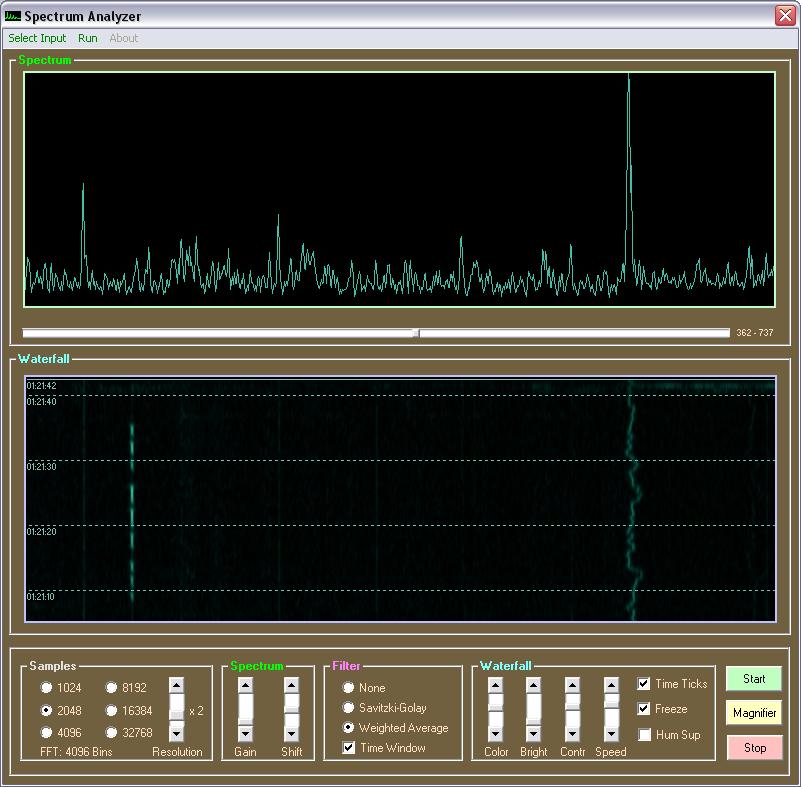 Spectrum Analyzer
Select Input Run About
Spectrum
362 - 737
Waterfall
01:21:42
01:21:40
01:21:30
01:21:20
01:21:10
Samples Spectrum Filter Waterfall
1024 8192 None Time Ticks Start
2048 16384 x 2 Savitzki-Golay Freeze Magnifier
4096 32768 Weighted Average Hum Sup
FFT: 4096 Bins Resolution Gain Shift Time Window Color Bright Contr Speed Stop